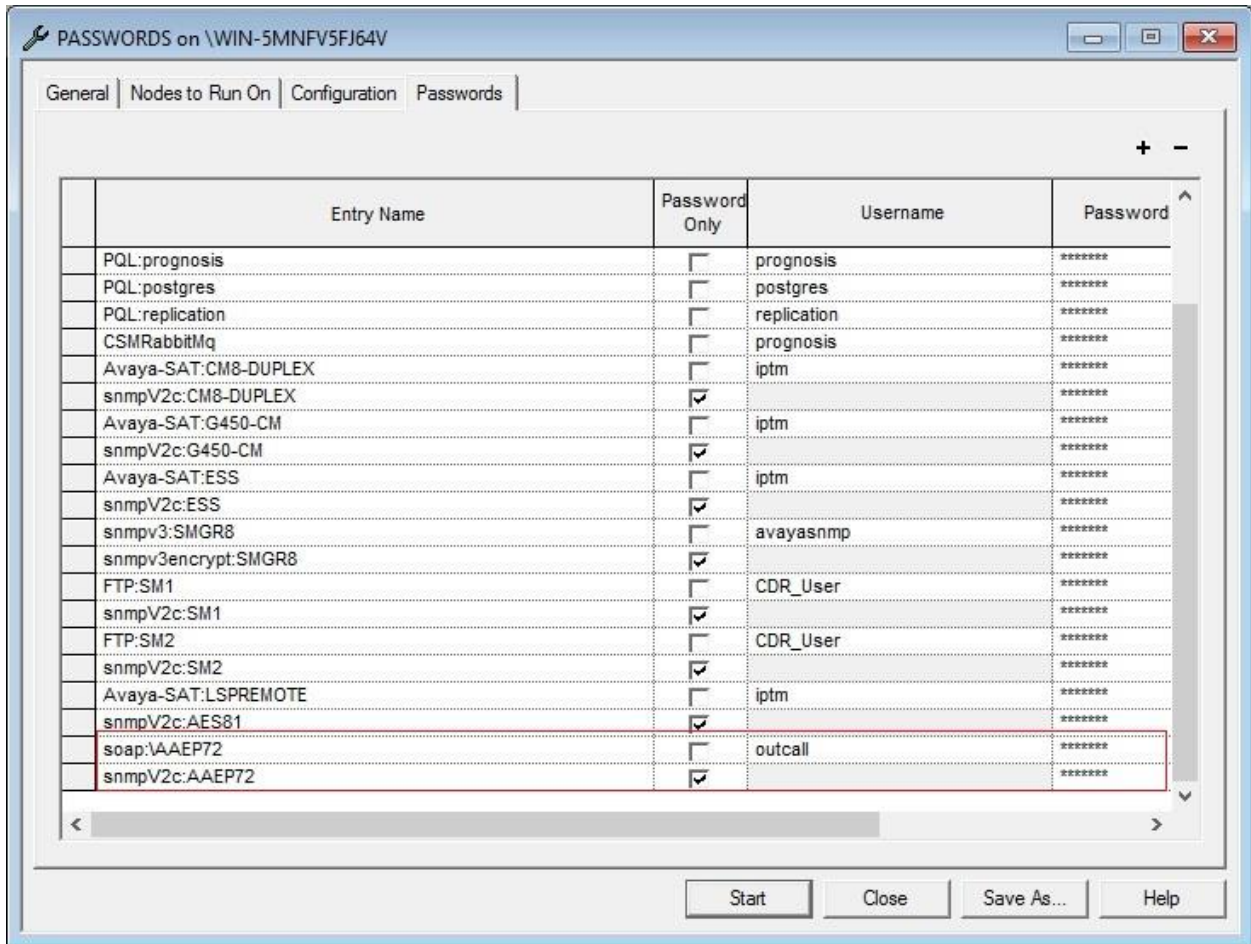 PASSWORDS on \WIN-5MNFV5FJ64V
General Nodes to Run On Configuration Passwords
+ -
Entry Name Password Only Username Password
PQL:prognosis prognosis *******
PQL:postgres postgres *******
PQL:replication replication *******
CSMRabbitMq prognosis *******
Avaya-SAT:CM8-DUPLEX iptm *******
snmpV2c:CM8-DUPLEX *******
Avaya-SAT:G450-CM iptm *******
snmpV2c:G450-CM *******
Avaya-SAT:ESS iptm *******
snmpV2c:ESS *******
snmpv3:SMGR8 avayasnmp *******
snmpv3encrypt:SMGR8 *******
FTP:SM1 CDR_User *******
snmpV2c:SM1 *******
FTP:SM2 CDR_User *******
snmpV2c:SM2 *******
Avaya-SAT:LSPREMOTE iptm *******
snmpV2c:AES81 *******
soap:\AAEP72 outcall *******
snmpV2c:AAEP72 *******
Start Close Save As... Help